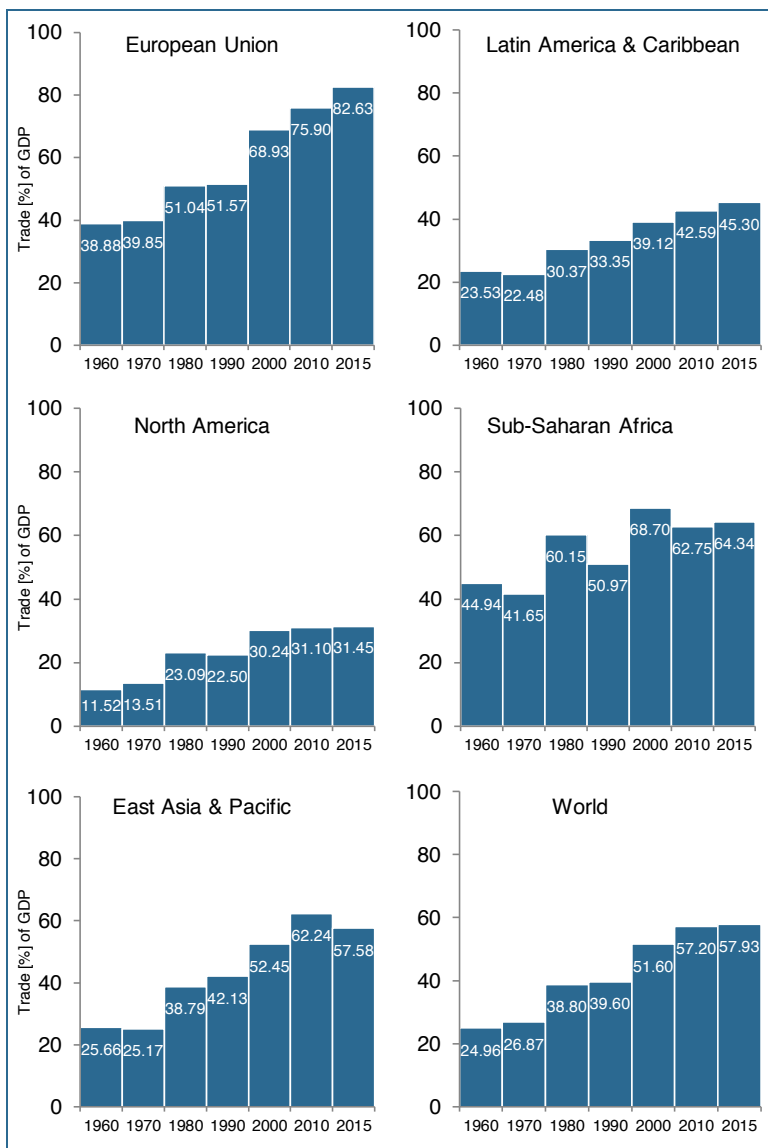 European Union
Trade [%] of GDP
100
80
60
40
20
0
38.88 39.85 51.04 51.57 68.93 75.90 82.63
1960 1970 1980 1990 2000 2010 2015
Latin America & Caribbean
100
80
60
40
20
0
23.53 22.48 30.37 33.35 39.12 42.59 45.30
1960 1970 1980 1990 2000 2010 2015
North America
Trade [%] of GDP
100
80
60
40
20
0
11.52 13.51 23.09 22.50 30.24 31.10 31.45
1960 1970 1980 1990 2000 2010 2015
Sub-Saharan Africa
100
80
60
40
20
0
44.94 41.65 60.15 50.97 68.70 62.75 64.34
1960 1970 1980 1990 2000 2010 2015
East Asia & Pacific
Trade [%] of GDP
100
80
60
40
20
0
25.66 25.17 38.79 42.13 52.45 62.24 57.58
1960 1970 1980 1990 2000 2010 2015
World
100
80
60
40
20
0
24.96 26.87 38.80 39.60 51.60 57.20 57.93
1960 1970 1980 1990 2000 2010 2015